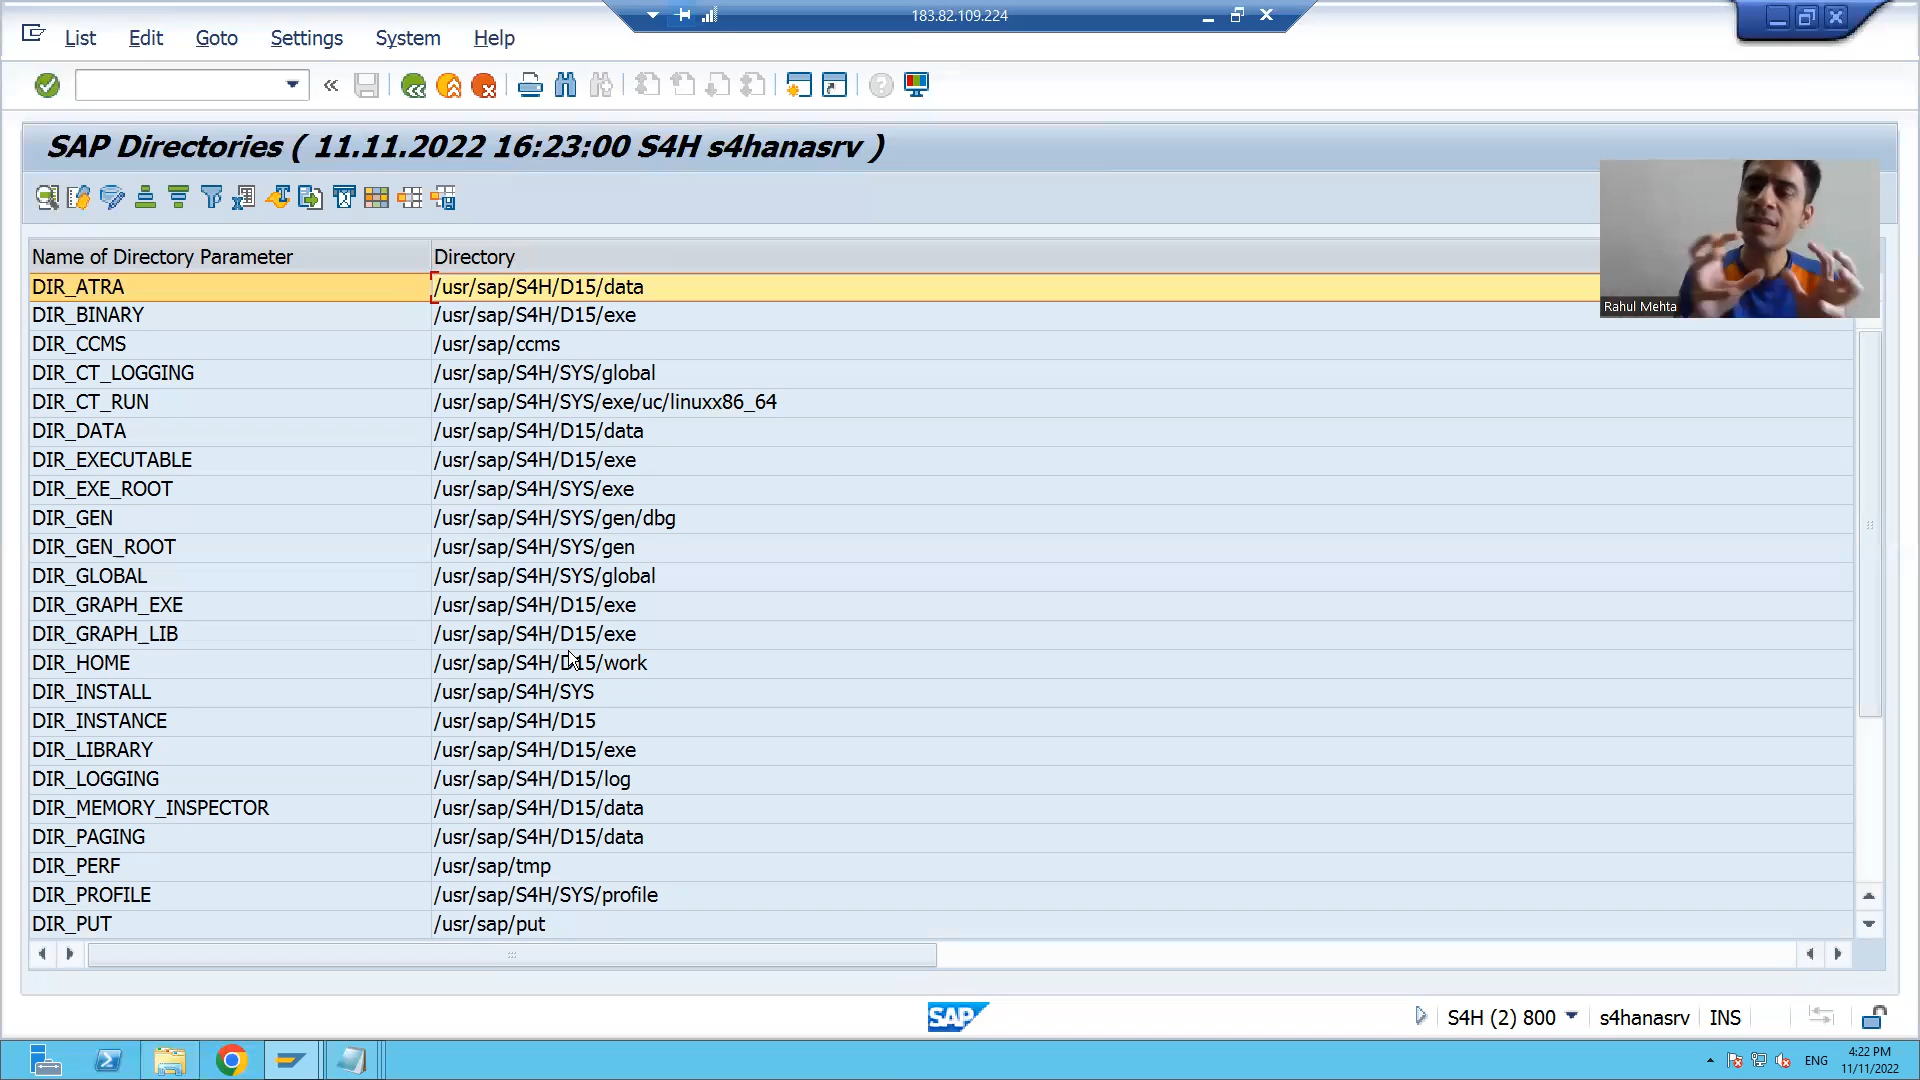 183.82.109.224
List Edit Goto Settings System Help
SAP Directories ( 11.11.2022 16:23:00 S4H s4hanasrv )
Rahul Mehta
Name of Directory Parameter Directory
DIR_ATRA /usr/sap/S4H/D15/data
DIR_BINARY /usr/sap/S4H/D15/exe
DIR_CCMS /usr/sap/ccms
DIR_CT_LOGGING /usr/sap/S4H/SYS/global
DIR_CT_RUN /usr/sap/S4H/SYS/exe/uc/linuxx86_64
DIR_DATA /usr/sap/S4H/D15/data
DIR_EXECUTABLE /usr/sap/S4H/D15/exe
DIR_EXE_ROOT /usr/sap/S4H/SYS/exe
DIR_GEN /usr/sap/S4H/SYS/gen/dbg
DIR_GEN_ROOT /usr/sap/S4H/SYS/gen
DIR_GLOBAL /usr/sap/S4H/SYS/global
DIR_GRAPH_EXE /usr/sap/S4H/D15/exe
DIR_GRAPH_LIB /usr/sap/S4H/D15/exe
DIR_HOME /usr/sap/S4H/D15/work
DIR_INSTALL /usr/sap/S4H/SYS
DIR_INSTANCE /usr/sap/S4H/D15
DIR_LIBRARY /usr/sap/S4H/D15/exe
DIR_LOGGING /usr/sap/S4H/D15/log
DIR_MEMORY_INSPECTOR /usr/sap/S4H/D15/data
DIR_PAGING /usr/sap/S4H/D15/data
DIR_PERF /usr/sap/tmp
DIR_PROFILE /usr/sap/S4H/SYS/profile
DIR_PUT /usr/sap/put
SAP S4H (2) 800 s4hanasrv INS
ENG 4:22 PM
11/11/2022